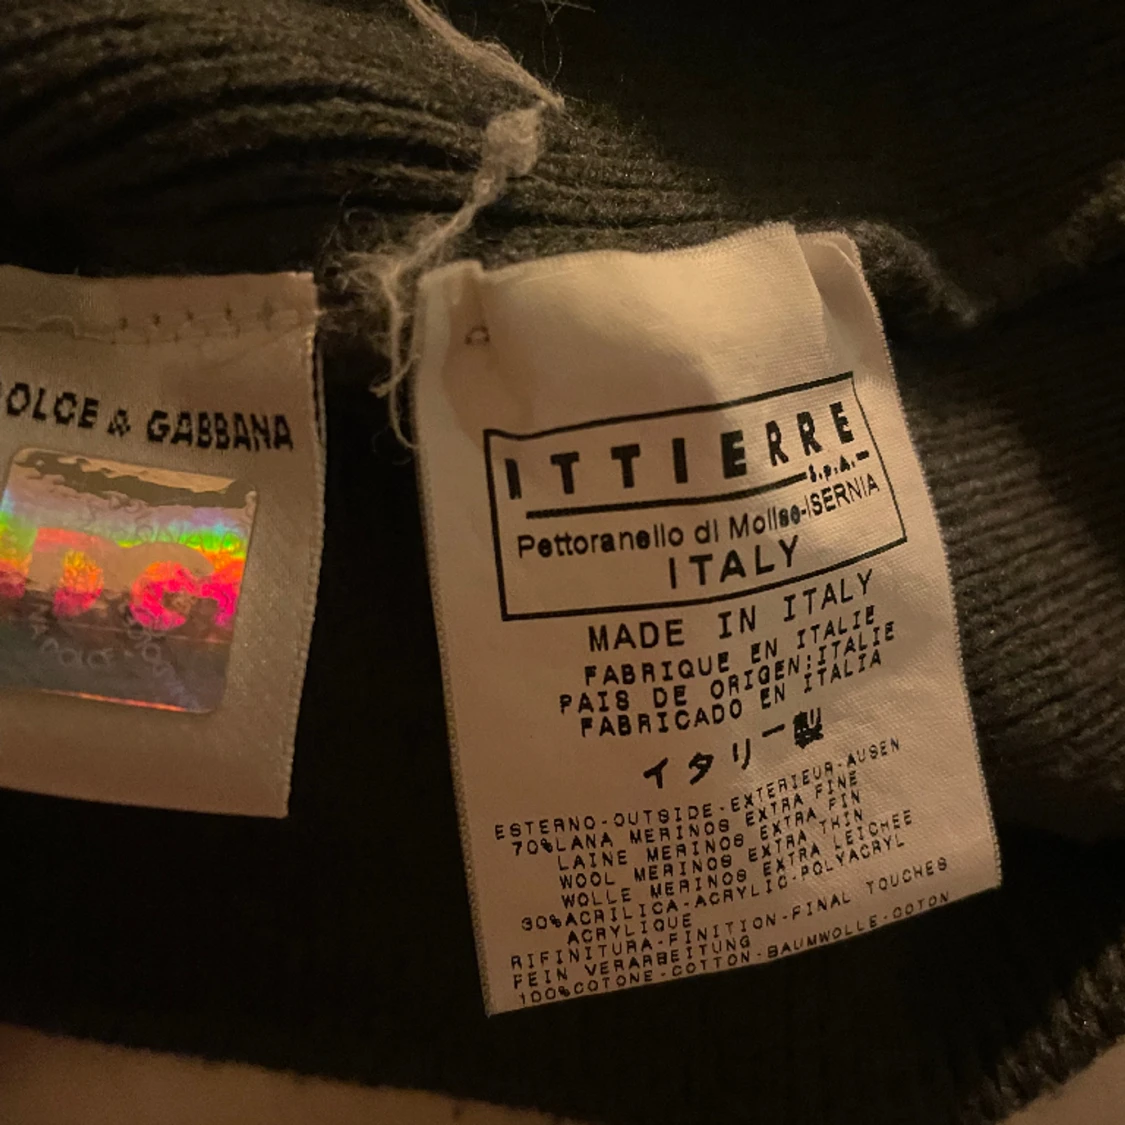 DOLCE & GABBANA
DG
ITTIERRE
S.p.A.
Pettoranello di Molise-ISERNIA
ITALY
MADE IN ITALY
FABRIQUE EN ITALIE
PAIS DE ORIGEN:ITALIE
FABRICADO EN ITALIA
イタリー製
ESTERNO-OUTSIDE-EXTERIEUR-AUSEN
70%LANA MERINOS EXTRA FINE
LAINE MERINOS EXTRA FIN
WOOL MERINOS EXTRA THIN
WOLLE MERINOS EXTRA LEICHEE
30%ACRILICA-ACRYLIC-POLYACRYL
ACRYLIQUE
RIFINITURA-FINITION-FINAL TOUCHES
FEIN VERARBEITUNG
100%COTONE-COTTON-BAUMWOLLE-COTON